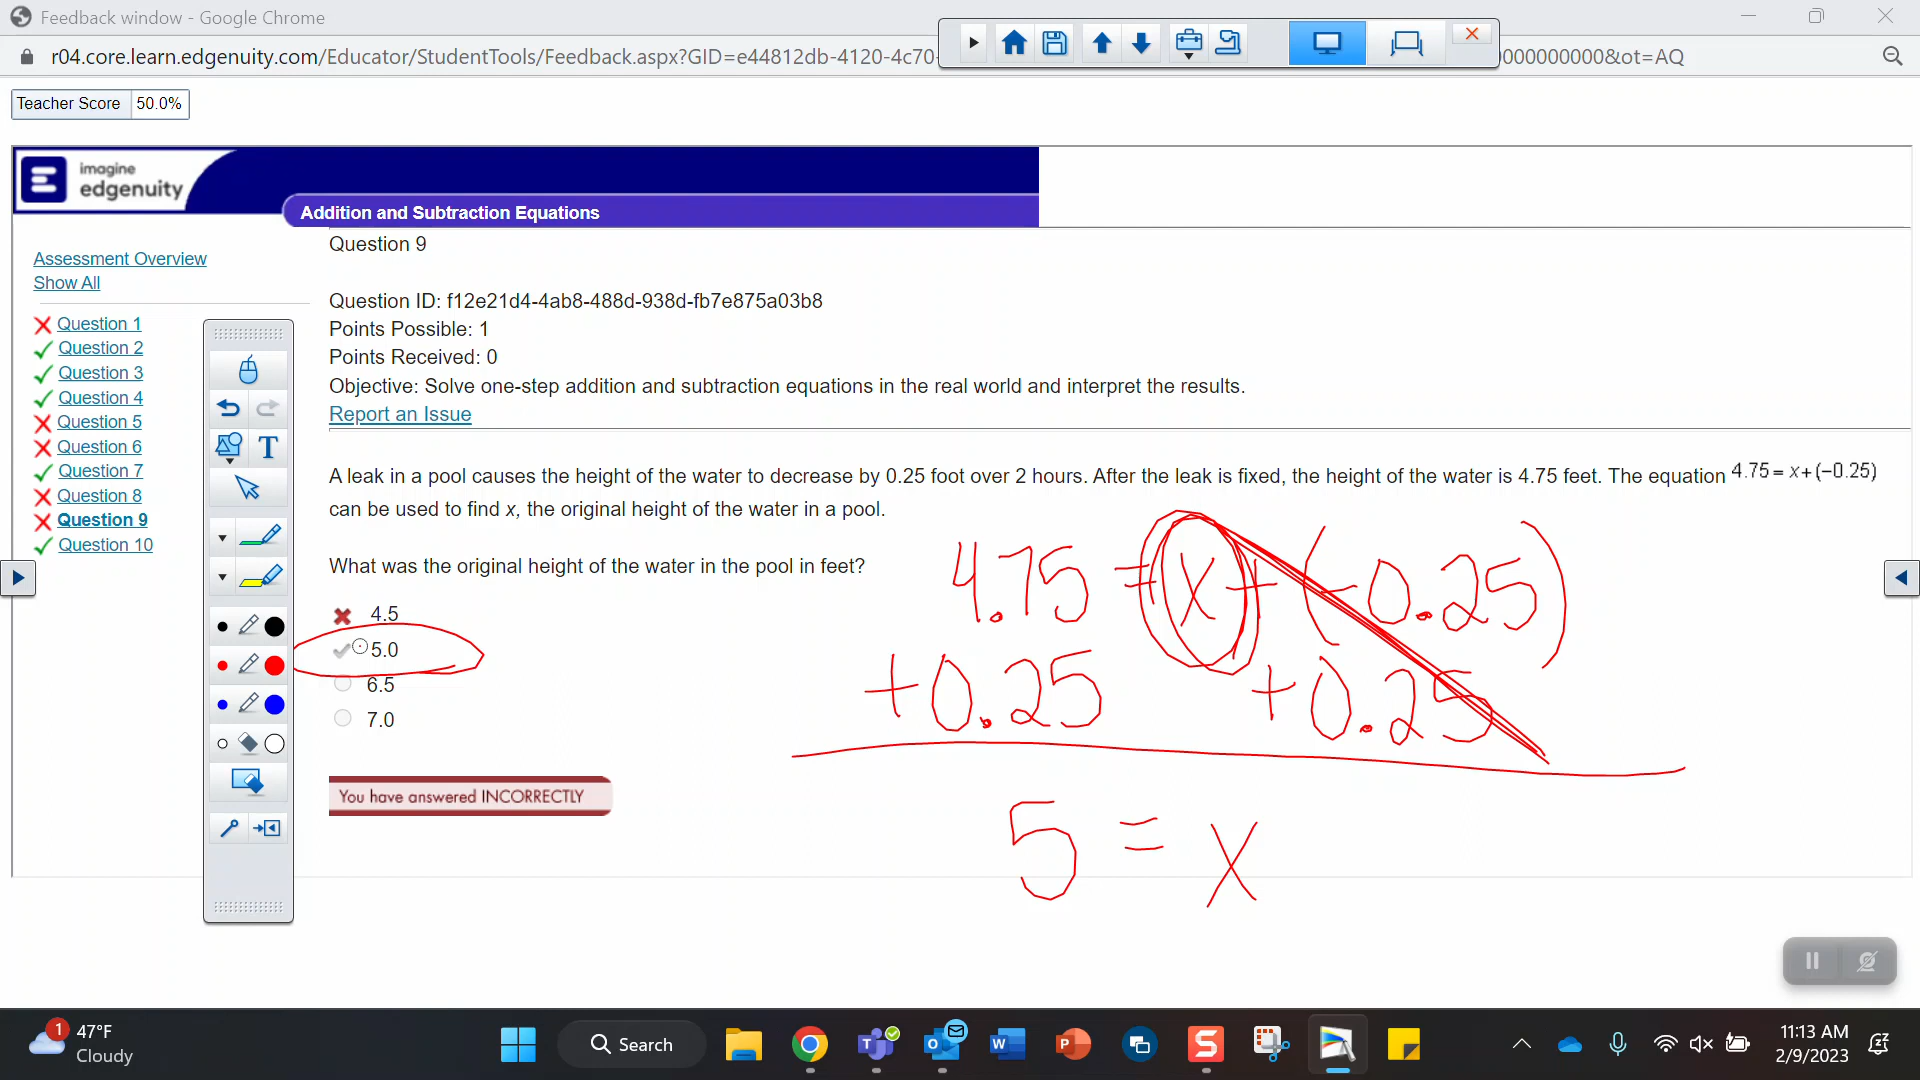 Feedback window - Google Chrome
r04.core.learn.edgenuity.com/Educator/StudentTools/Feedback.aspx?GID=e44812db-4120-4c70-
000000000&ot=AQ
Teacher Score 50.0%
imagine
edgenuity
Addition and Subtraction Equations
Assessment Overview
Show All
Question 1
Question 2
Question 3
Question 4
Question 5
Question 6
Question 7
Question 8
Question 9
Question 10
T
Question 9
Question ID: f12e21d4-4ab8-488d-938d-fb7e875a03b8
Points Possible: 1
Points Received: 0
Objective: Solve one-step addition and subtraction equations in the real world and interpret the results.
Report an Issue
A leak in a pool causes the height of the water to decrease by 0.25 foot over 2 hours. After the leak is fixed, the height of the water is 4.75 feet. The equation 4.75 = x+(−0.25)
can be used to find x, the original height of the water in a pool.
What was the original height of the water in the pool in feet?
4.5
5.0
6.5
7.0
You have answered INCORRECTLY
4.75 = x + (-0.25)
+0.25 +0.25
5 = x
1
47°F
Cloudy
Search
11:13 AM
2/9/2023